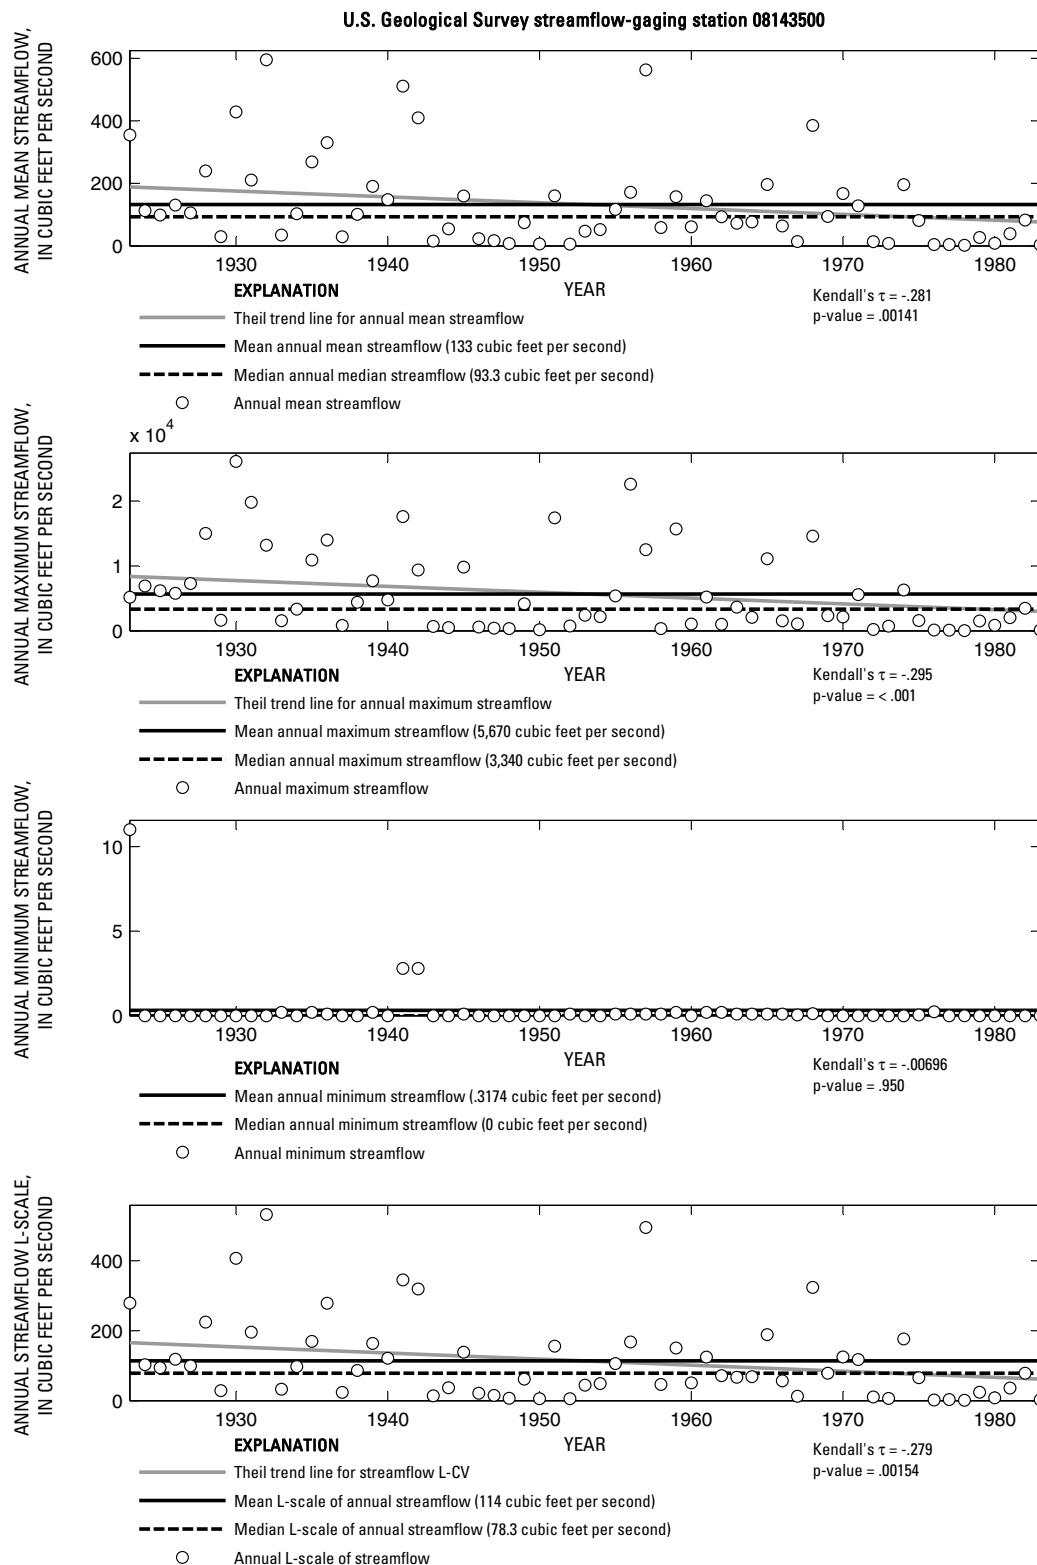 U.S. Geological Survey streamflow-gaging station 08143500
ANNUAL MEAN STREAMFLOW,
IN CUBIC FEET PER SECOND
600
400
200
0
1930 1940 1950 1960 1970 1980
YEAR
EXPLANATION
Theil trend line for annual mean streamflow
Mean annual mean streamflow (133 cubic feet per second)
Median annual median streamflow (93.3 cubic feet per second)
Annual mean streamflow
Kendall's τ = -.281
p-value = .00141
ANNUAL MAXIMUM STREAMFLOW,
IN CUBIC FEET PER SECOND
x 10^4
2
1
0
1930 1940 1950 1960 1970 1980
YEAR
EXPLANATION
Theil trend line for annual maximum streamflow
Mean annual maximum streamflow (5,670 cubic feet per second)
Median annual maximum streamflow (3,340 cubic feet per second)
Annual maximum streamflow
Kendall's τ = -.295
p-value = < .001
ANNUAL MINIMUM STREAMFLOW,
IN CUBIC FEET PER SECOND
10
5
0
1930 1940 1950 1960 1970 1980
YEAR
EXPLANATION
Mean annual minimum streamflow (.3174 cubic feet per second)
Median annual minimum streamflow (0 cubic feet per second)
Annual minimum streamflow
Kendall's τ = -.00696
p-value = .950
ANNUAL STREAMFLOW L-SCALE,
IN CUBIC FEET PER SECOND
400
200
0
1930 1940 1950 1960 1970 1980
YEAR
EXPLANATION
Theil trend line for streamflow L-CV
Mean L-scale of annual streamflow (114 cubic feet per second)
Median L-scale of annual streamflow (78.3 cubic feet per second)
Annual L-scale of streamflow
Kendall's τ = -.279
p-value = .00154